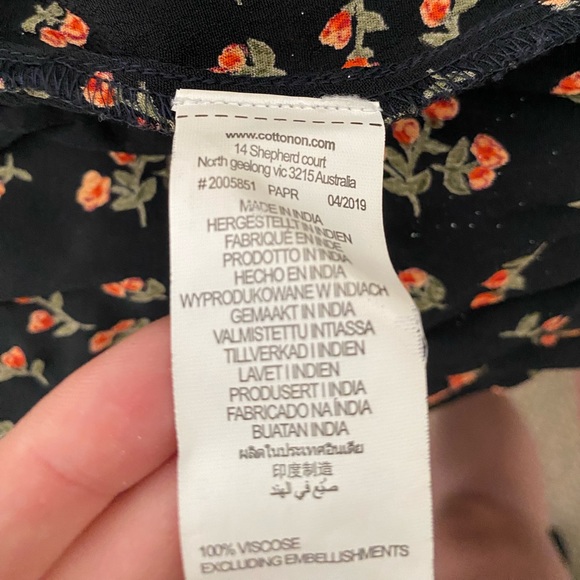 www.cottonon.com
14 Shepherd court
North geelong vic 3215 Australia
#2005851 PAPR 04/2019
MADE IN INDIA
HERGESTELLT IN INDIEN
FABRIQUÉ EN INDE
PRODOTTO IN INDIA
HECHO EN INDIA
WYPRODUKOWANE W INDIACH
GEMAAKT IN INDIA
VALMISTETTU INTIASSA
TILLVERKAD I INDIEN
LAVET I INDIEN
PRODUSERT I INDIA
FABRICADO NA ÍNDIA
BUATAN INDIA
ผลิตในประเทศอินเดีย
印度制造
صنع في الهند
100% VISCOSE
EXCLUDING EMBELLISHMENTS